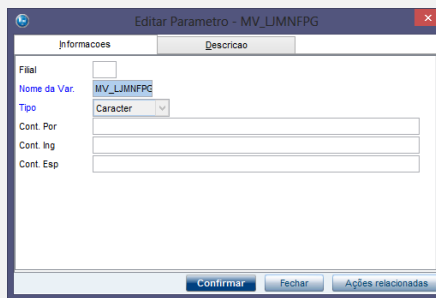 Editar Parametro - MV_LJMNFPG
Informacoes Descricao
Filial
Nome da Var. MV_LJMNFPG
Tipo Caracter
Cont. Por
Cont. Ing
Cont. Esp
Confirmar Fechar Ações relacionadas